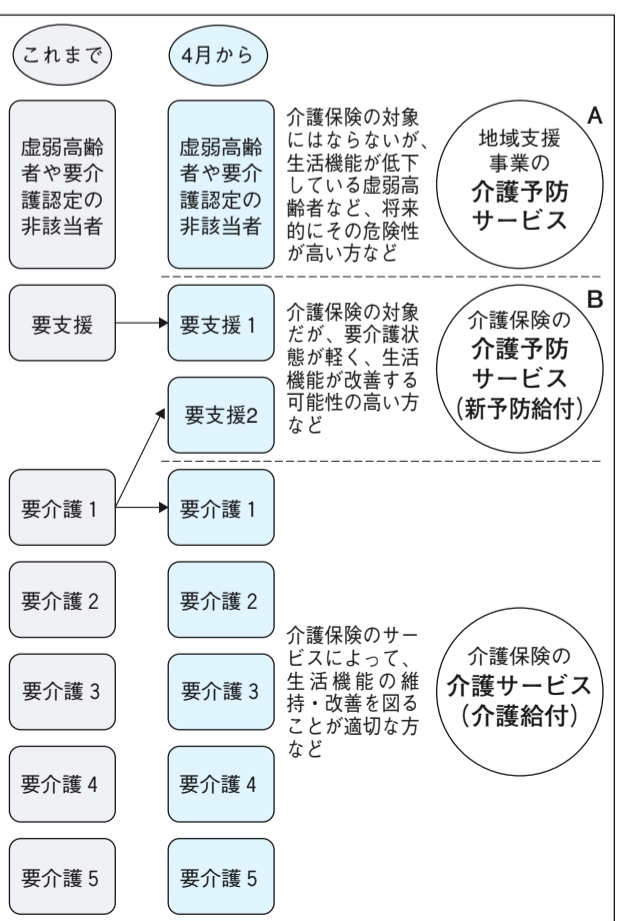 これまで
4月から
虚弱高齢
者や要介
護認定の
非該当者
虚弱高齢
者や要介
護認定の
非該当者
介護保険の対象
にはならないが、
生活機能が低下
している虚弱高
齢者など、将来
的にその危険性
が高い方など
A
地域支援
事業の
介護予防
サービス
要支援
要支援1
要支援2
介護保険の対象
だが、要介護状
態が軽く、生活
機能が改善する
可能性の高い方
など
B
介護保険の
介護予防
サービス
(新予防給付)
要介護1
要介護1
要介護2
要介護2
要介護3
要介護3
要介護4
要介護4
要介護5
要介護5
介護保険のサー
ビスによって、
生活機能の維
持・改善を図る
ことが適切な方
など
介護保険の
介護サービス
(介護給付)